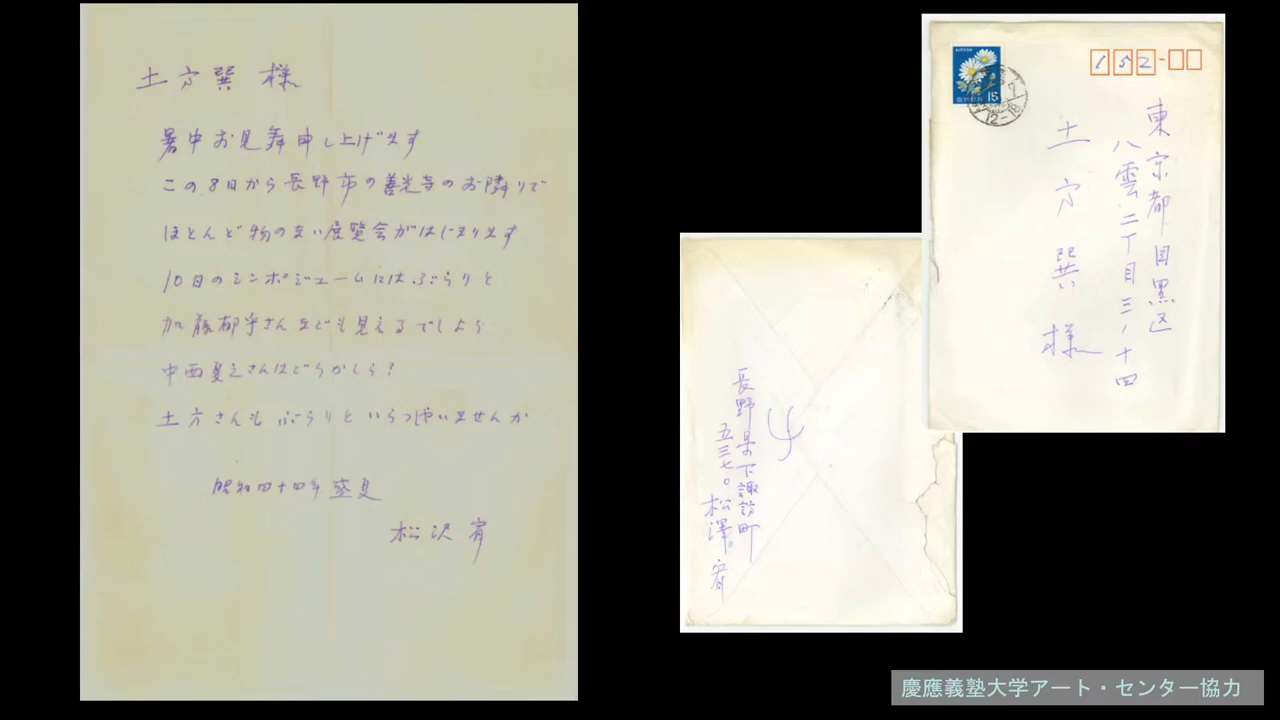 土方巽 様
暑中お見舞申し上げます
この8日から長野市の善光寺のお隣りで
ほとんど物のない展覧会がはじまります
10日のシンポジュームにはぶらりと
加藤郁乎さんなども見えるでしょう
中西夏之さんはどうかしら?
土方さんも ぶらりといらっしゃいませんか
昭和四十四年 盛夏
松沢 宥
152
東京都目黒区
八雲二丁目三ノ十四
土方巽様
15
12-18
長野県下諏訪町
五三七〇 松澤 宥
慶應義塾大学アート・センター協力